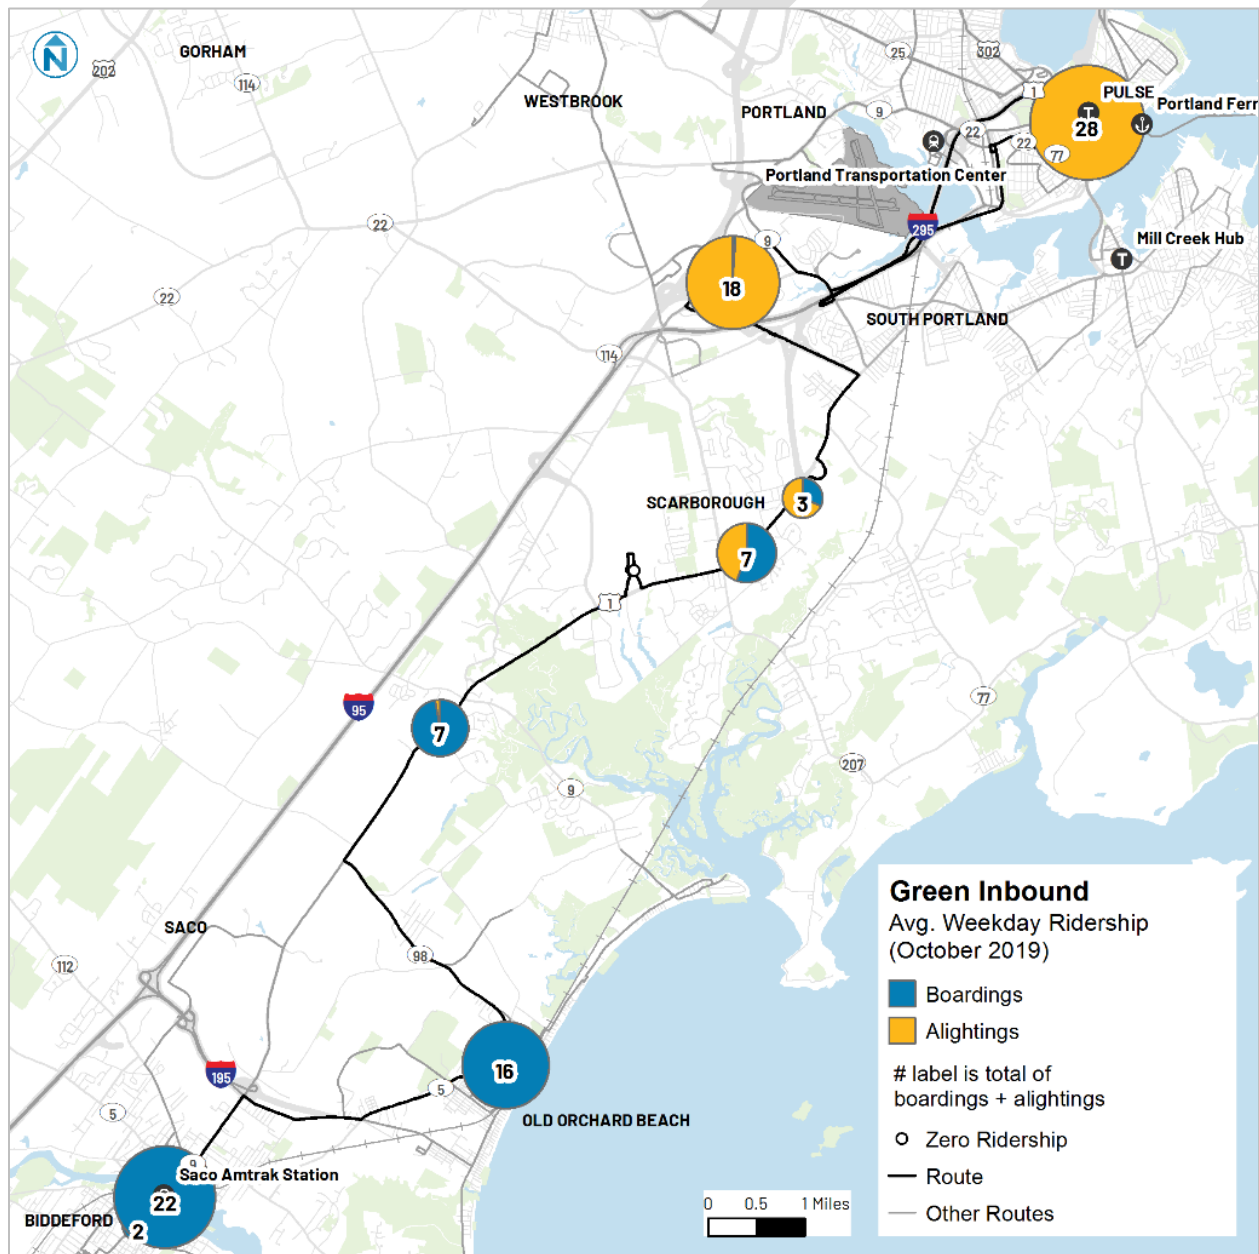 N
GORHAM
202
114
WESTBROOK
PORTLAND
25
302
9
1
PULSE
T
Portland Ferr
28
22
22
77
Portland Transportation Center
295
Mill Creek Hub
T
22
22
9
18
SOUTH PORTLAND
114
SCARBOROUGH
3
7
1
95
7
77
207
9
SACO
112
98
195
5
16
5
OLD ORCHARD BEACH
9
Saco Amtrak Station
22
BIDDEFORD
2
Green Inbound
Avg. Weekday Ridership
(October 2019)
Boardings
Alightings
# label is total of
boardings + alightings
Zero Ridership
Route
Other Routes
0 0.5 1 Miles